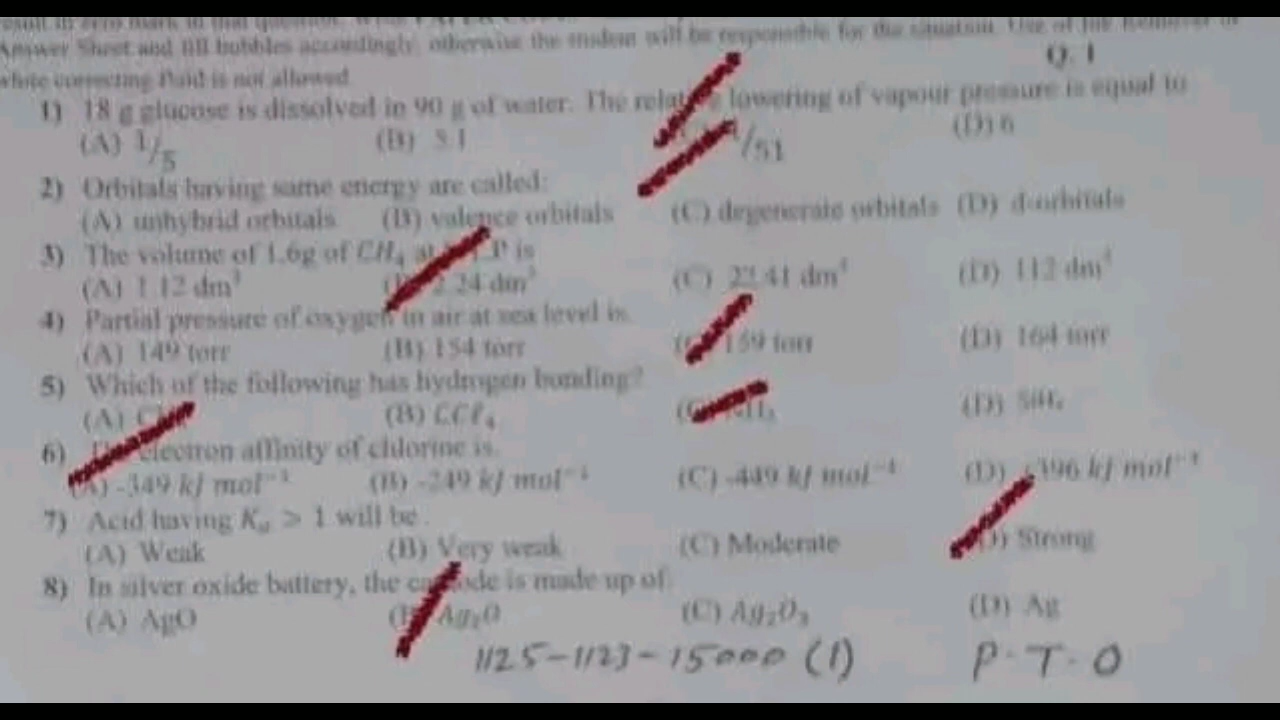 Answer Sheet and fill bubbles accordingly, otherwise the student will be responsible for the situation. Use of Ink Remover or
white correcting fluid is not allowed.
Q. 1
1) 18 g glucose is dissolved in 90 g of water. The relative lowering of vapour pressure is equal to
(A) 1/5 (B) 5.1 /51 (D) 6
2) Orbitals having same energy are called:
(A) unhybrid orbitals (B) valence orbitals (C) degenerate orbitals (D) d-orbitals
3) The volume of 1.6g of CH₄ at P is
(A) 1.12 dm³ 2.24 dm³ (C) 22.41 dm³ (D) 112 dm³
4) Partial pressure of oxygen in air at sea level is
(A) 149 torr (B) 154 torr 159 torr (D) 164 torr
5) Which of the following has hydrogen bonding?
(A) (B) CCℓ₄ (D)
6) electron affinity of chlorine is.
(A) -349 kJ mol⁻¹ (B) -249 kJ mol⁻¹ (C) -449 kJ mol⁻¹ (D) 396 kJ mol⁻¹
7) Acid having Kₐ > 1 will be
(A) Weak (B) Very weak (C) Moderate (D) Strong
8) In silver oxide battery, the cathode is made up of
(A) AgO Ag₂O (C) Ag₂O₃ (D) Ag
1125-1123-15000 (1) P.T.O